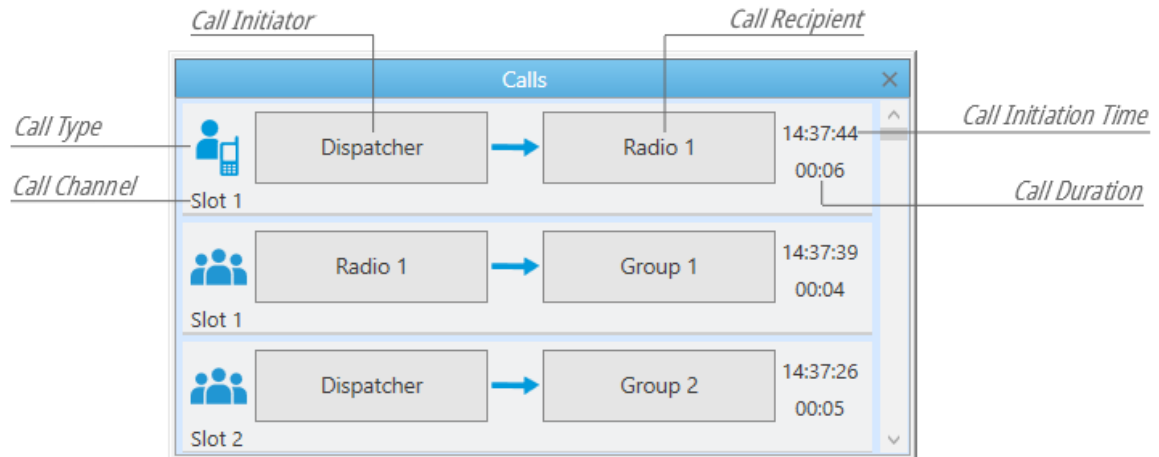 Call Initiator
Call Recipient
Calls
Call Type
Dispatcher
Radio 1
14:37:44
Call Initiation Time
00:06
Call Channel
Slot 1
Call Duration
Radio 1
Group 1
14:37:39
00:04
Slot 1
Dispatcher
Group 2
14:37:26
00:05
Slot 2